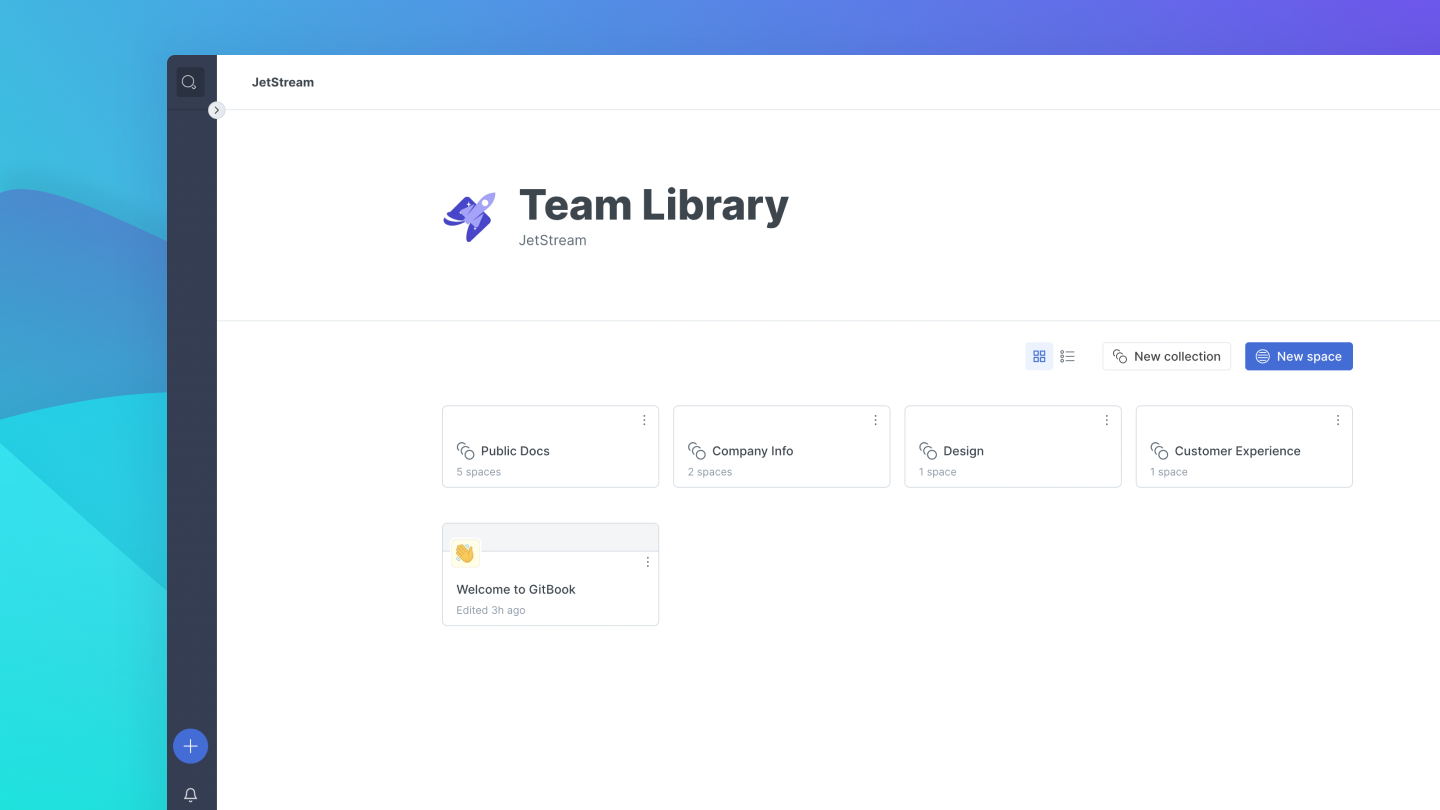 JetStream
Team Library
JetStream
New collection
New space
Public Docs
5 spaces
Company Info
2 spaces
Design
1 space
Customer Experience
1 space
Welcome to GitBook
Edited 3h ago